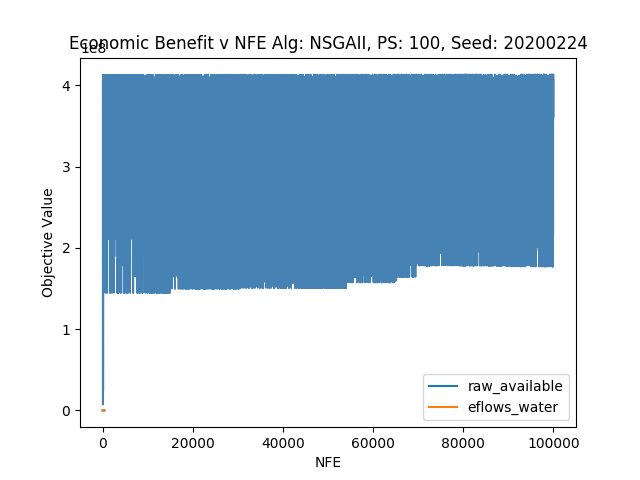 Economic Benefit v NFE Alg: NSGAII, PS: 100, Seed: 20200224
1e8
4
3
2
1
0
Objective Value
0 20000 40000 60000 80000 100000
NFE
raw_available
eflows_water